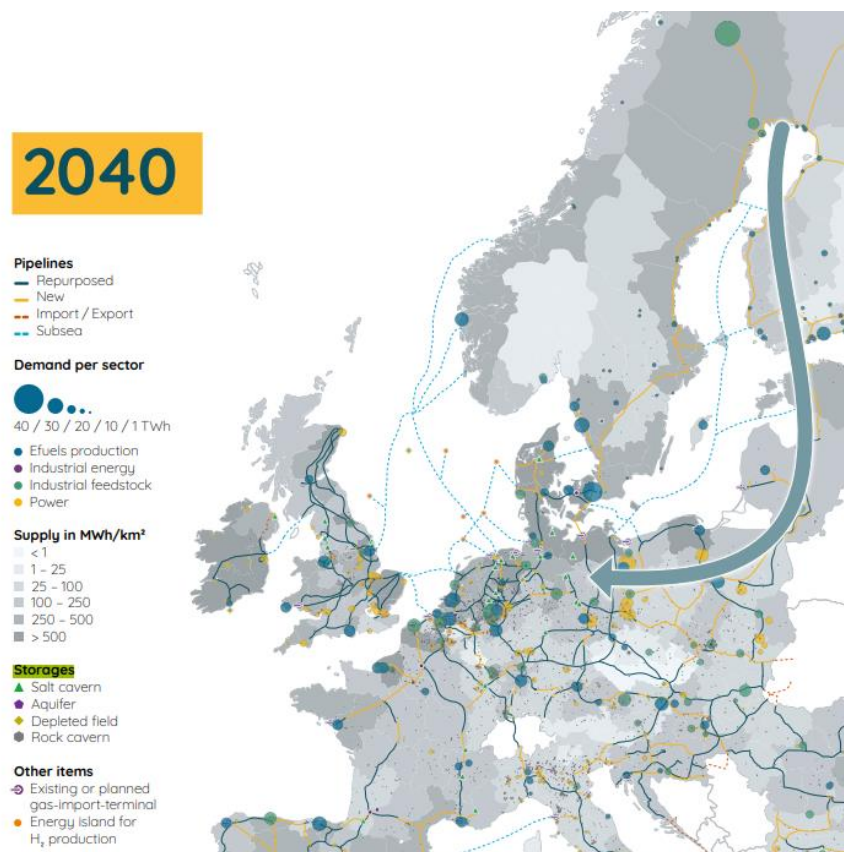 2040
Pipelines
Repurposed
New
Import / Export
Subsea
Demand per sector
40 / 30 / 20 / 10 / 1 TWh
Efuels production
Industrial energy
Industrial feedstock
Power
Supply in MWh/km²
< 1
1 – 25
25 – 100
100 – 250
250 – 500
> 500
Storages
Salt cavern
Aquifer
Depleted field
Rock cavern
Other items
Existing or planned
gas-import-terminal
Energy island for
H₂ production